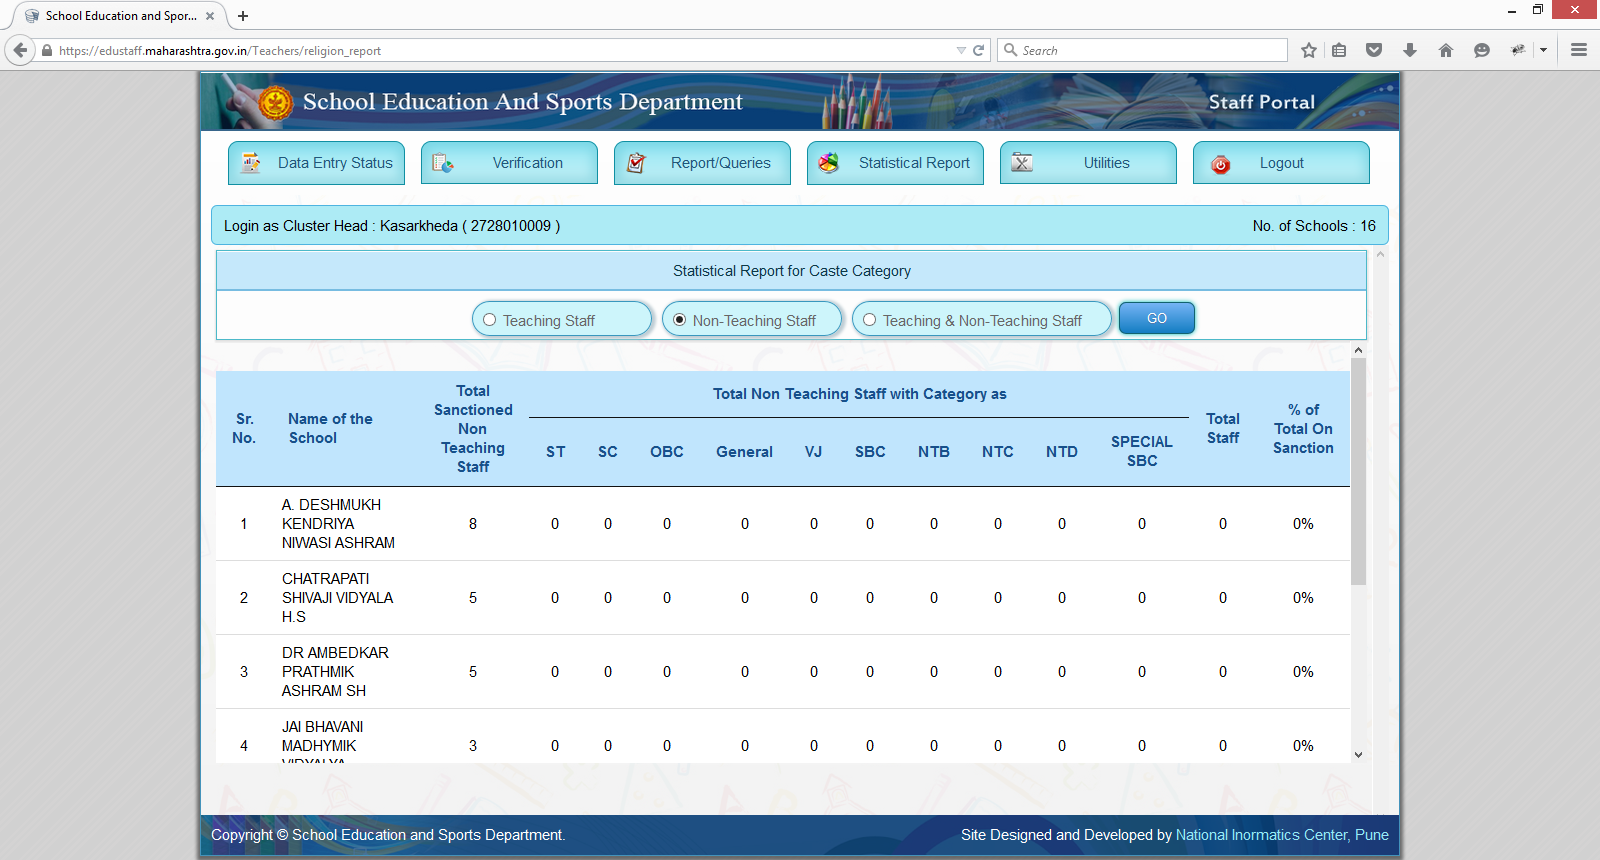 School Education and Spor...
https://edustaff.maharashtra.gov.in/Teachers/religion_report
Search
School Education And Sports Department
Staff Portal
Data Entry Status
Verification
Report/Queries
Statistical Report
Utilities
Logout
Login as Cluster Head : Kasarkheda ( 2728010009 )
No. of Schools : 16
Statistical Report for Caste Category
Teaching Staff
Non-Teaching Staff
Teaching & Non-Teaching Staff
GO
Sr. No.
Name of the School
Total Sanctioned Non Teaching Staff
Total Non Teaching Staff with Category as
ST SC OBC General VJ SBC NTB NTC NTD SPECIAL SBC
Total Staff
% of Total On Sanction
1 A. DESHMUKH KENDRIYA NIWASI ASHRAM 8 0 0 0 0 0 0 0 0 0 0 0 0%
2 CHATRAPATI SHIVAJI VIDYALA H.S 5 0 0 0 0 0 0 0 0 0 0 0 0%
3 DR AMBEDKAR PRATHMIK ASHRAM SH 5 0 0 0 0 0 0 0 0 0 0 0 0%
4 JAI BHAVANI MADHYMIK VIDYALYA 3 0 0 0 0 0 0 0 0 0 0 0 0%
Copyright © School Education and Sports Department.
Site Designed and Developed by National Inormatics Center, Pune